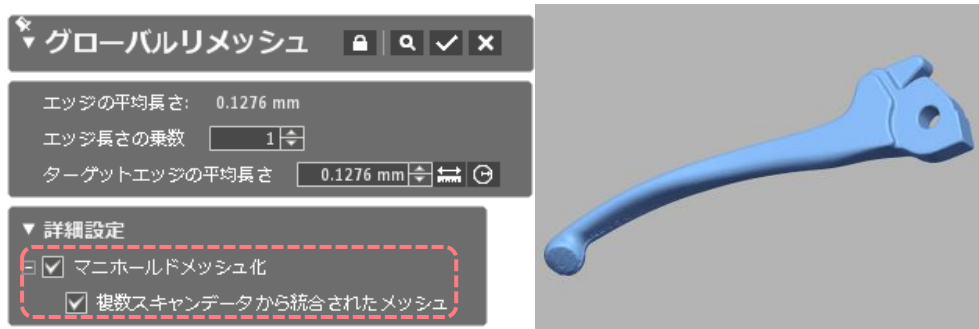 グローバルリメッシュ
エッジの平均長さ: 0.1276 mm
エッジ長さの乗数 1
ターゲットエッジの平均長さ 0.1276 mm
詳細設定
マニホールドメッシュ化
複数スキャンデータから統合されたメッシュ